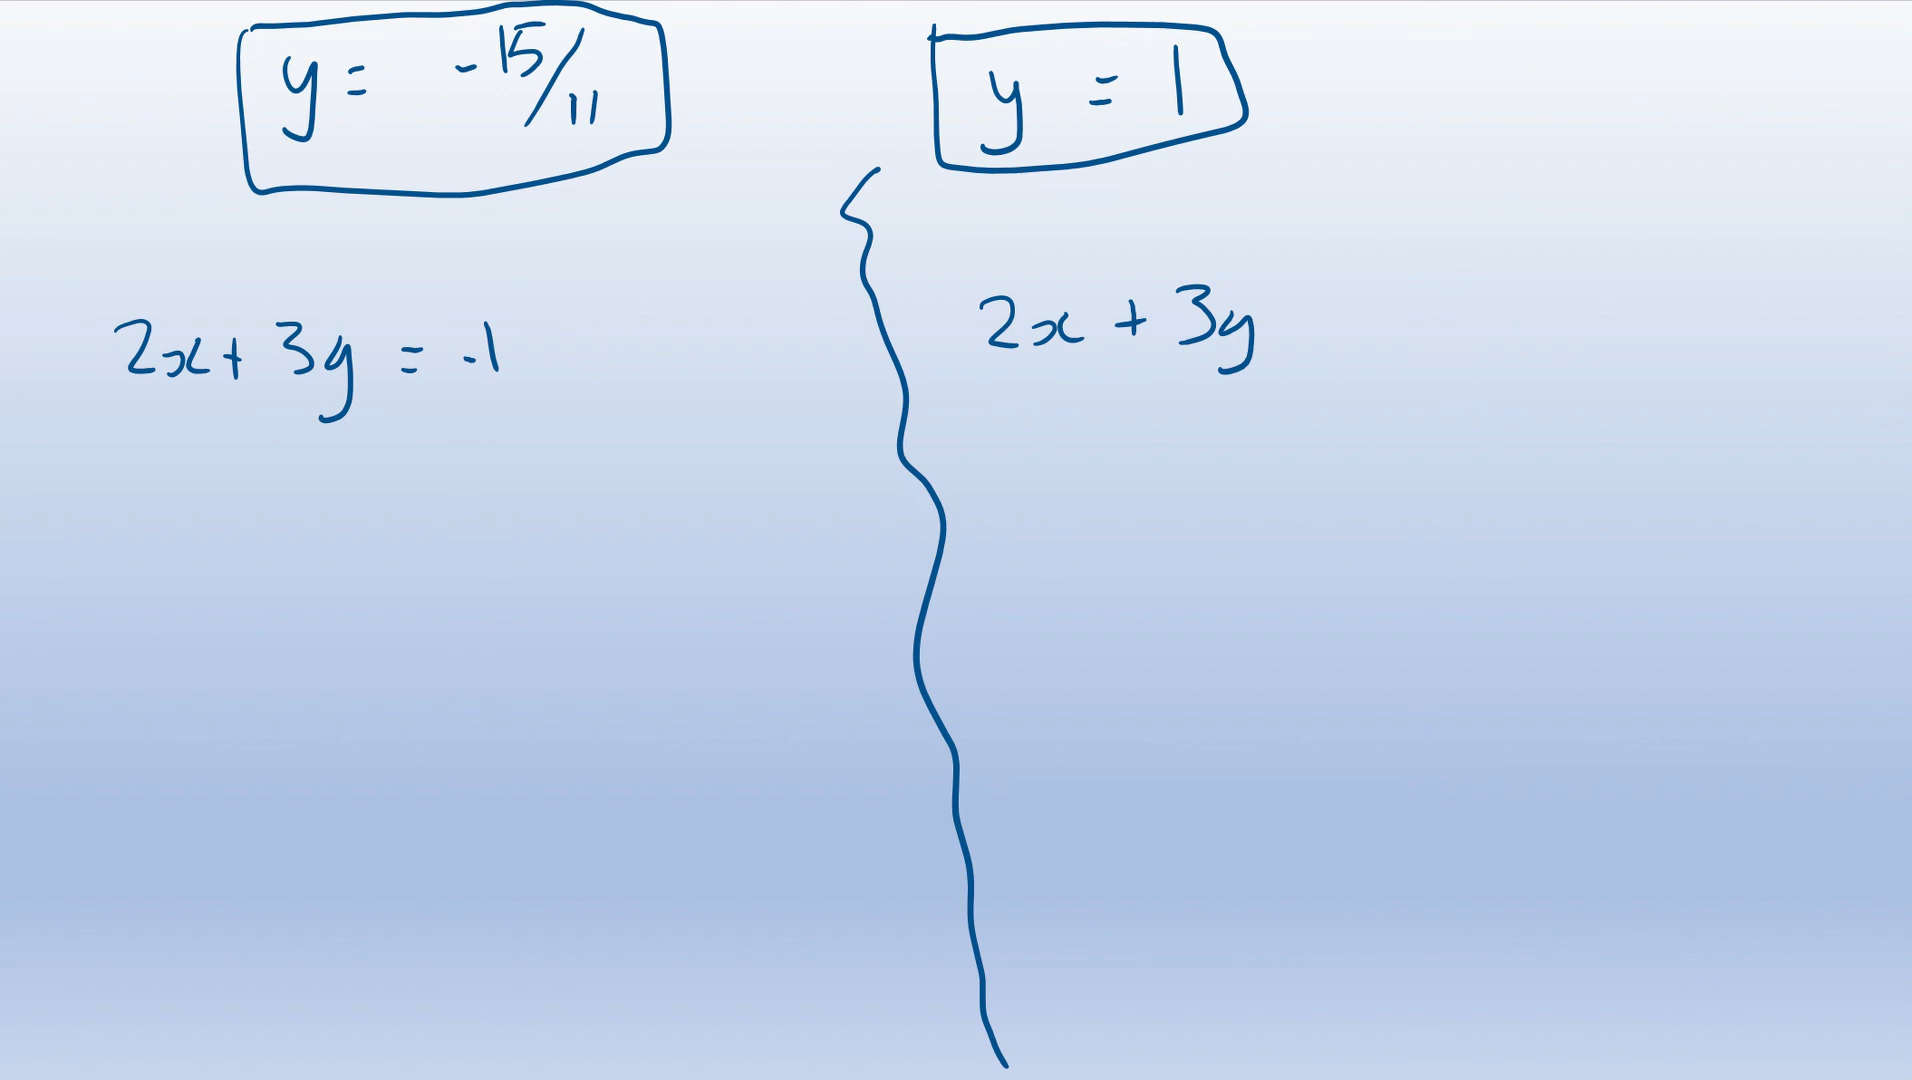 y = -15/11
y = 1
2x + 3y = -1
2x + 3y